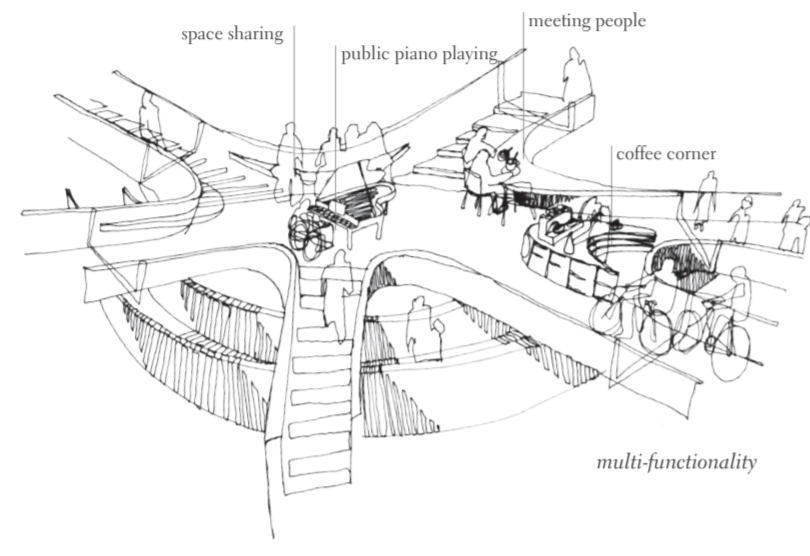 meeting people
space sharing
public piano playing
coffee corner
multi-functionality